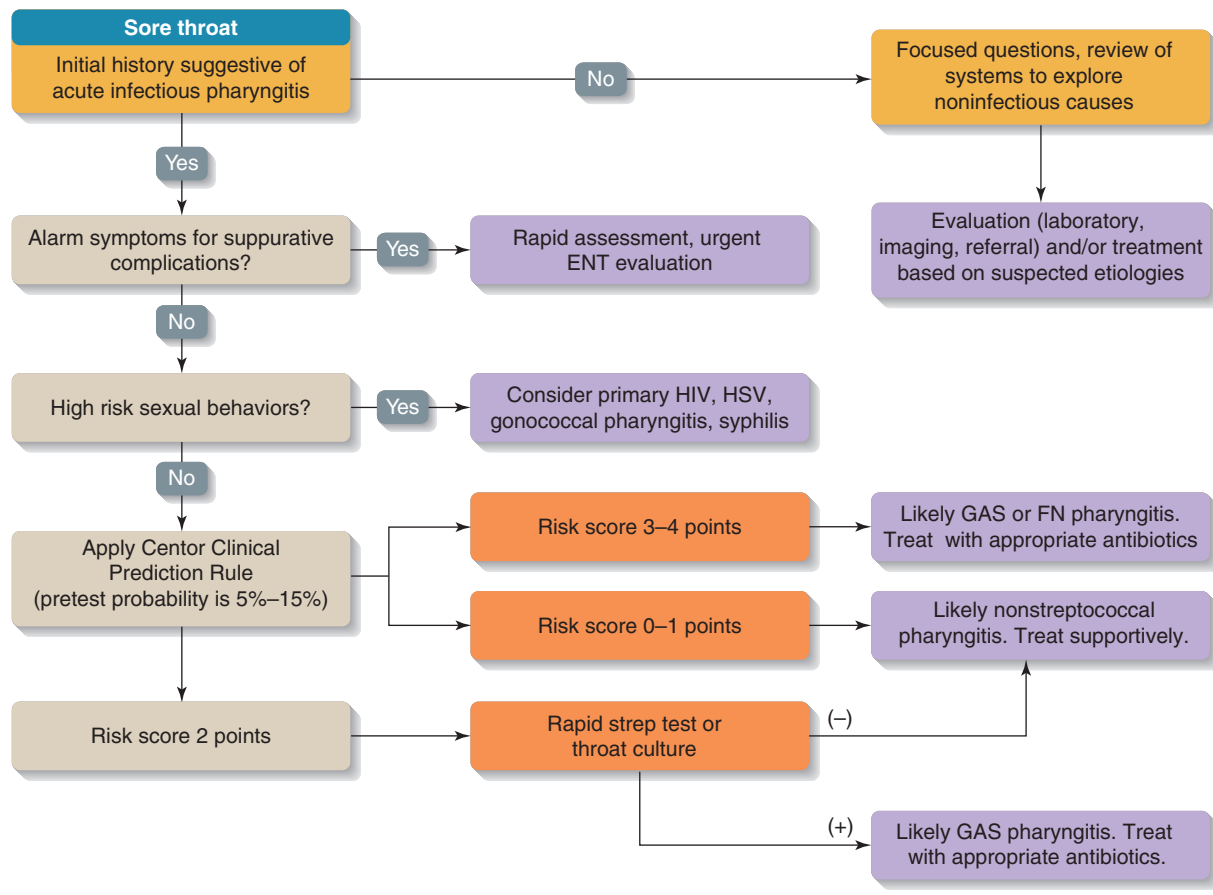 Sore throat
Initial history suggestive of
acute infectious pharyngitis
No
Focused questions, review of
systems to explore
noninfectious causes
Yes
Evaluation (laboratory,
imaging, referral) and/or treatment
based on suspected etiologies
Alarm symptoms for suppurative
complications?
Yes
Rapid assessment, urgent
ENT evaluation
No
High risk sexual behaviors?
Yes
Consider primary HIV, HSV,
gonococcal pharyngitis, syphilis
No
Apply Centor Clinical
Prediction Rule
(pretest probability is 5%–15%)
Risk score 3–4 points
Likely GAS or FN pharyngitis.
Treat with appropriate antibiotics
Risk score 0–1 points
Likely nonstreptococcal
pharyngitis. Treat supportively.
Risk score 2 points
Rapid strep test or
throat culture
(–)
(+)
Likely GAS pharyngitis. Treat
with appropriate antibiotics.